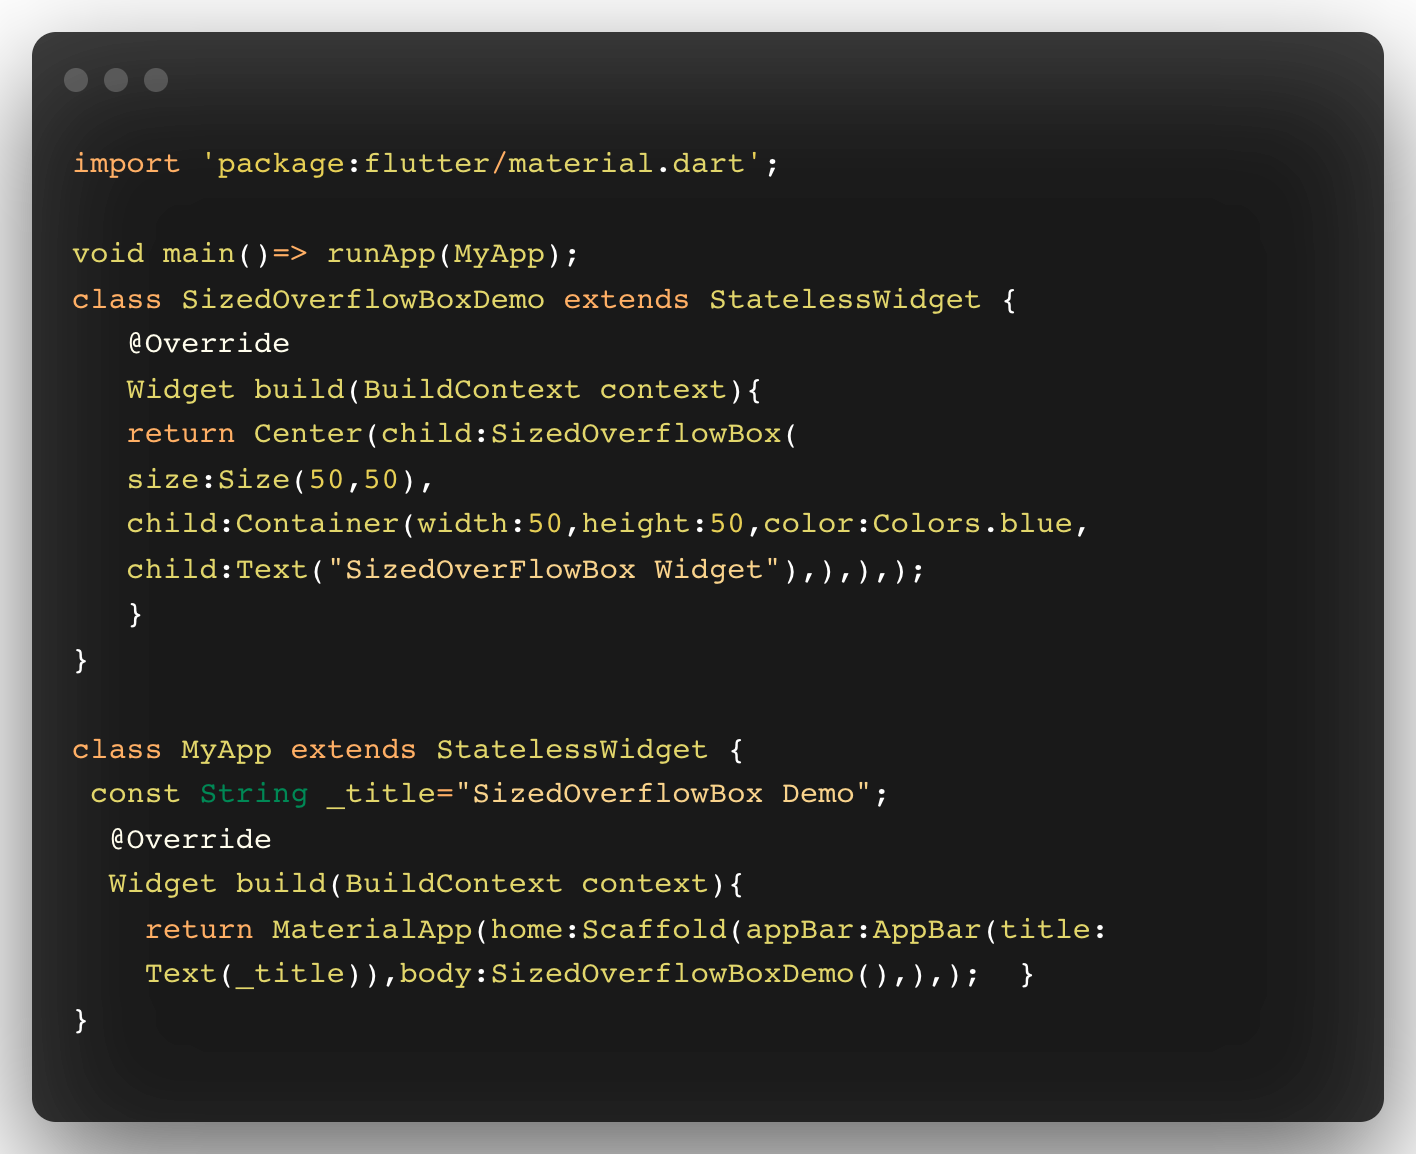 import 'package:flutter/material.dart';
void main()=> runApp(MyApp);
class SizedOverflowBoxDemo extends StatelessWidget {
@Override
Widget build(BuildContext context){
return Center(child:SizedOverflowBox(
size:Size(50,50),
child:Container(width:50,height:50,color:Colors.blue,
child:Text("SizedOverFlowBox Widget"),),),);
}
}
class MyApp extends StatelessWidget {
const String _title="SizedOverflowBox Demo";
@Override
Widget build(BuildContext context){
return MaterialApp(home:Scaffold(appBar:AppBar(title:
Text(_title)),body:SizedOverflowBoxDemo(),),);  }
}